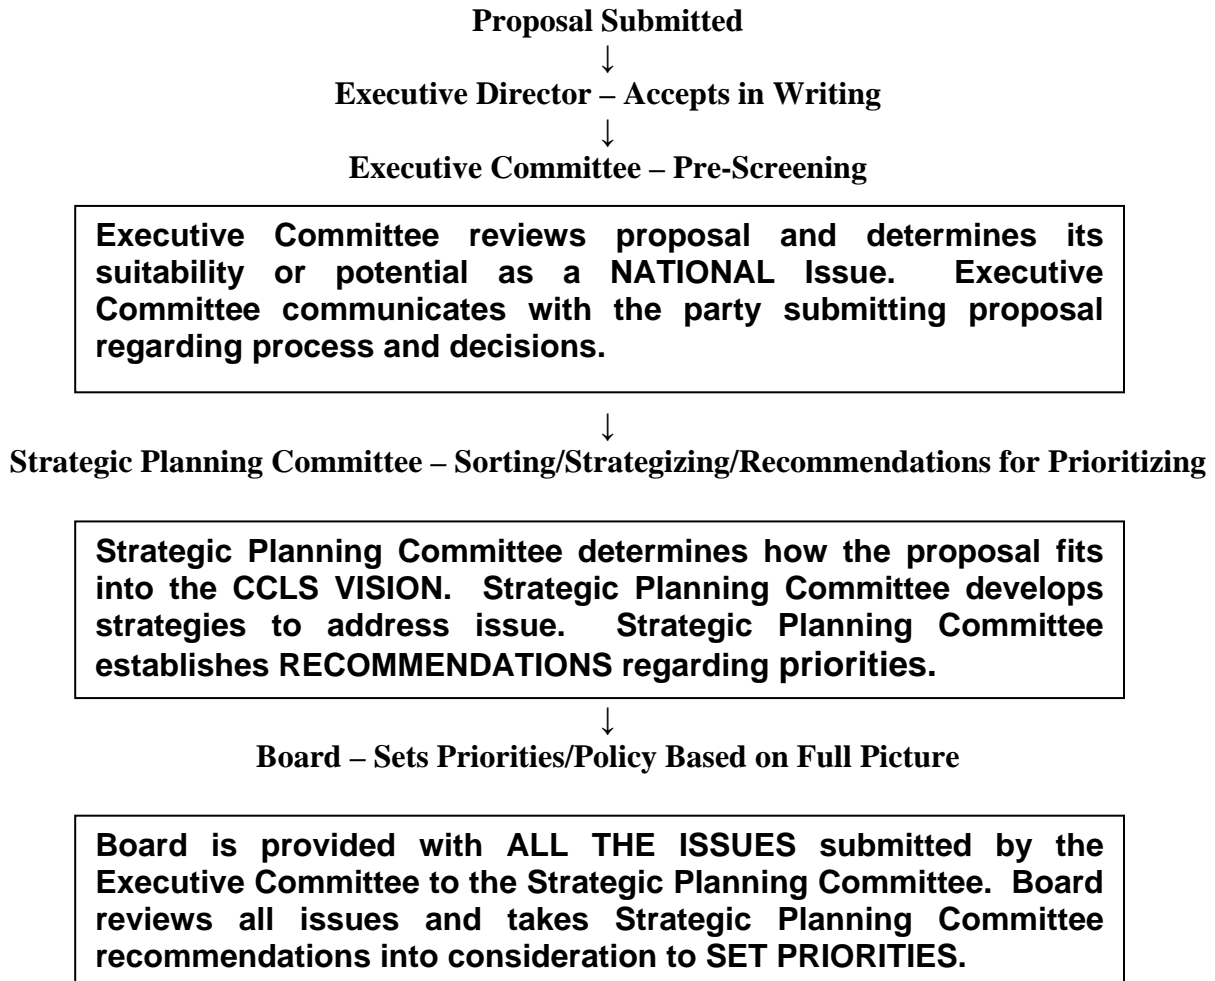 Proposal Submitted
↓
Executive Director – Accepts in Writing
↓
Executive Committee – Pre-Screening
Executive Committee reviews proposal and determines its
suitability or potential as a NATIONAL Issue. Executive
Committee communicates with the party submitting proposal
regarding process and decisions.
↓
Strategic Planning Committee – Sorting/Strategizing/Recommendations for Prioritizing
Strategic Planning Committee determines how the proposal fits
into the CCLS VISION. Strategic Planning Committee develops
strategies to address issue. Strategic Planning Committee
establishes RECOMMENDATIONS regarding priorities.
↓
Board – Sets Priorities/Policy Based on Full Picture
Board is provided with ALL THE ISSUES submitted by the
Executive Committee to the Strategic Planning Committee. Board
reviews all issues and takes Strategic Planning Committee
recommendations into consideration to SET PRIORITIES.